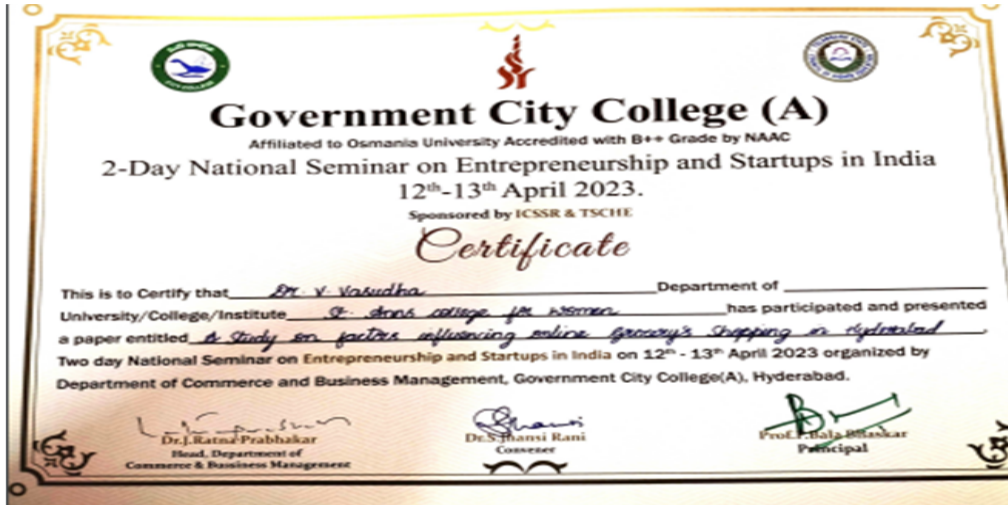 Government City College (A)
Affiliated to Osmania University Accredited with B++ Grade by NAAC
2-Day National Seminar on Entrepreneurship and Startups in India
12th-13th April 2023.
Sponsored by ICSSR & TSCHE
Certificate
This is to Certify that Dr. V. Vasudha Department of
University/College/Institute St. Anns college for women has participated and presented
a paper entitled A Study on factors influencing online grocery's Shopping in Hyderabad
Two day National Seminar on Entrepreneurship and Startups in India on 12th - 13th April 2023 organized by
Department of Commerce and Business Management, Government City College(A), Hyderabad.
Dr.J.Ratna Prabhakar
Head, Department of
Commerce & Bussiness Management
Dr.S.Jhansi Rani
Convener
Prof.P.Bala Bhaskar
Principal